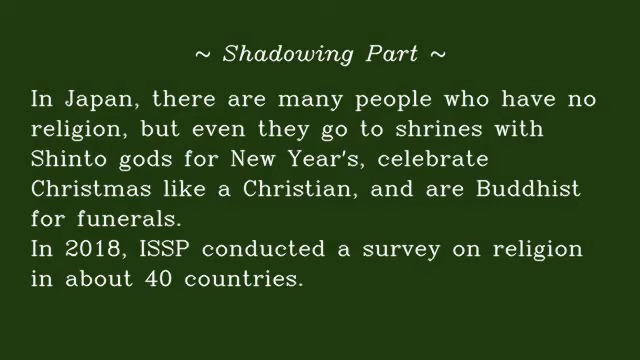 ~ Shadowing Part ~
In Japan, there are many people who have no
religion, but even they go to shrines with
Shinto gods for New Year's, celebrate
Christmas like a Christian, and are Buddhist
for funerals.
In 2018, ISSP conducted a survey on religion
in about 40 countries.